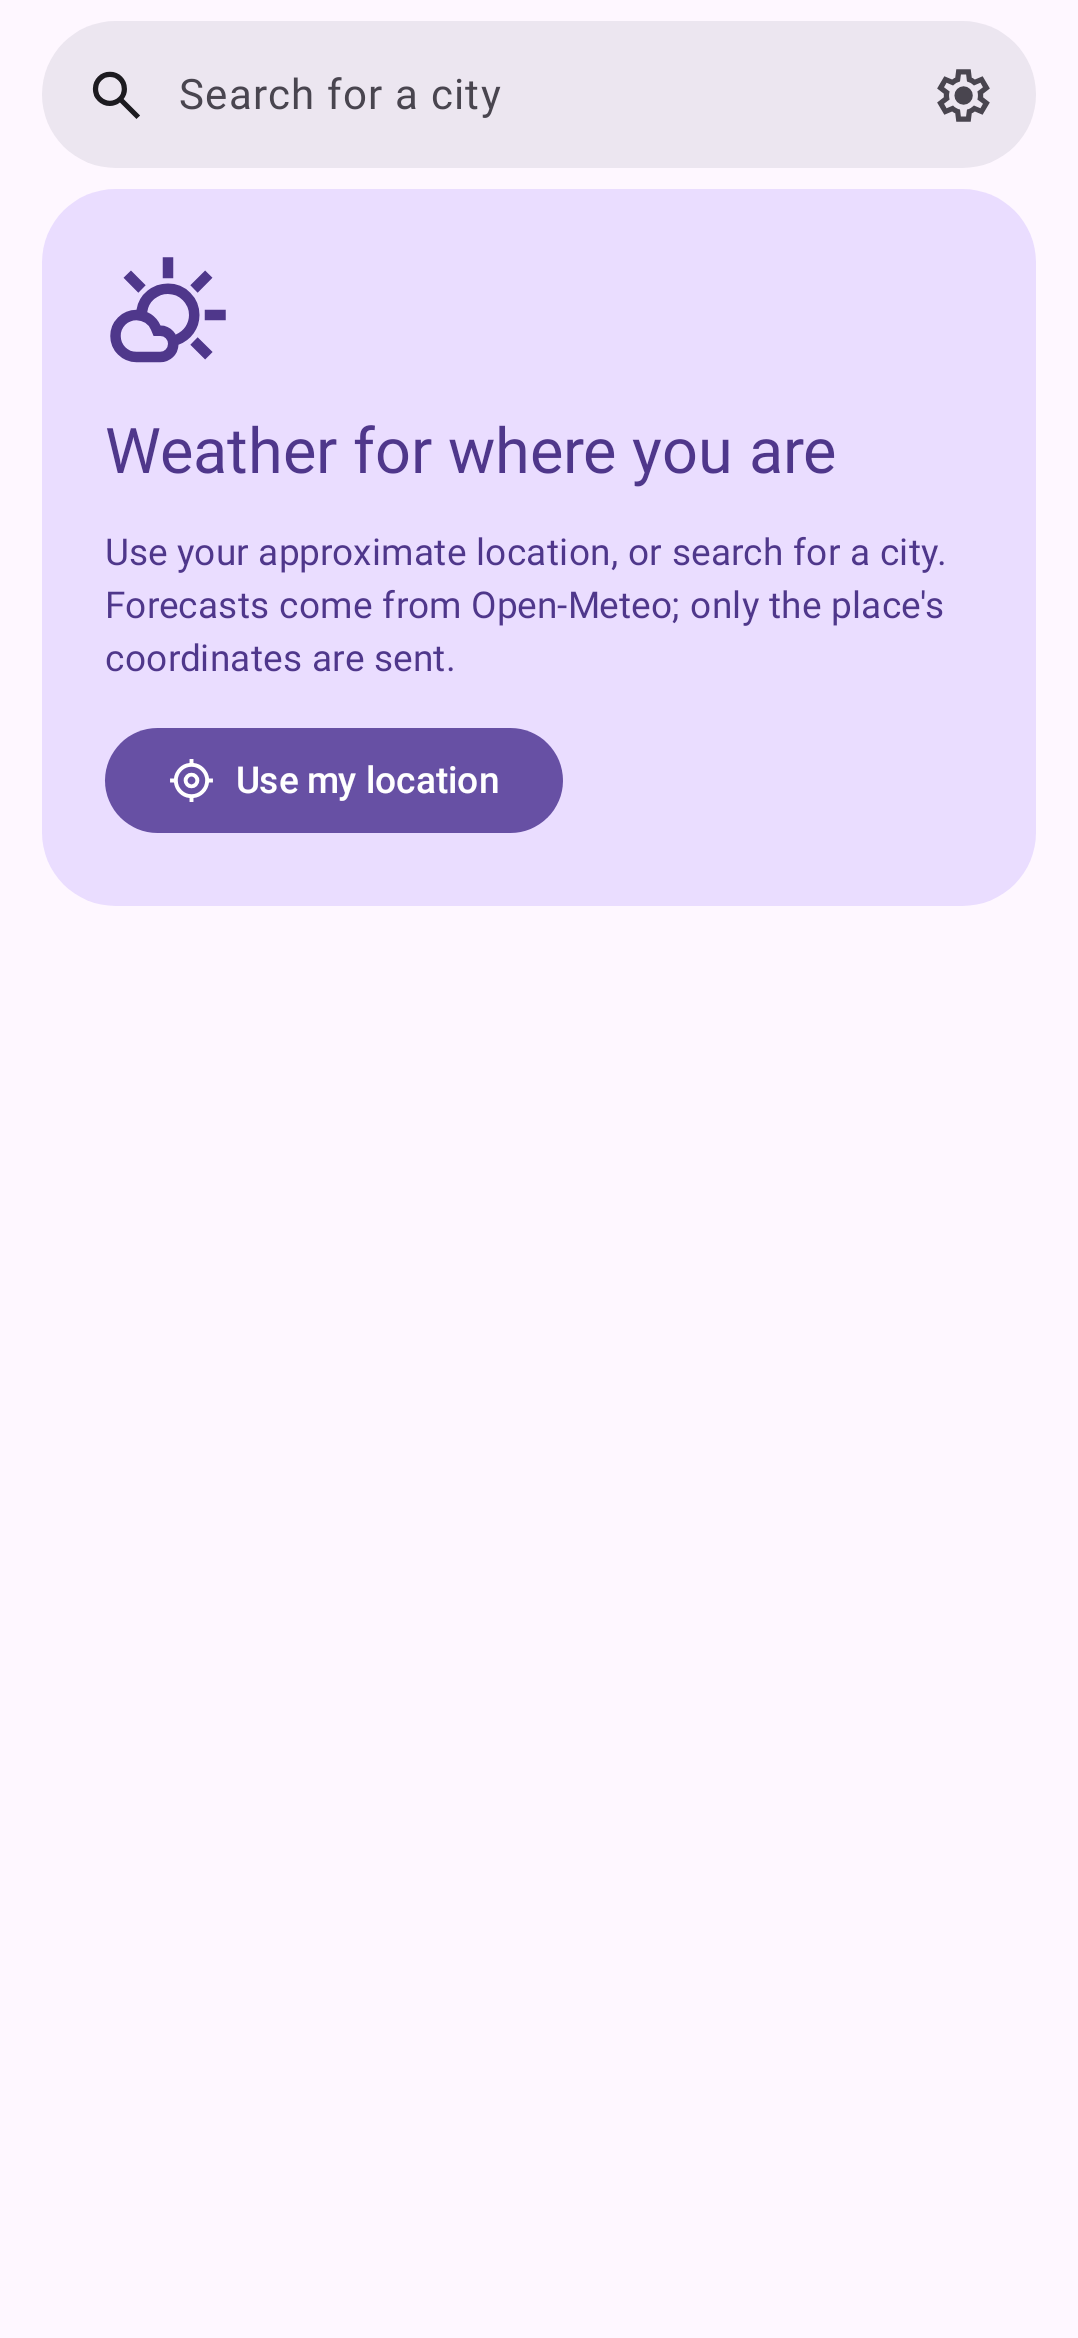 Search for a city
Weather for where you are
Use your approximate location, or search for a city.
Forecasts come from Open-Meteo; only the place's
coordinates are sent.
Use my location